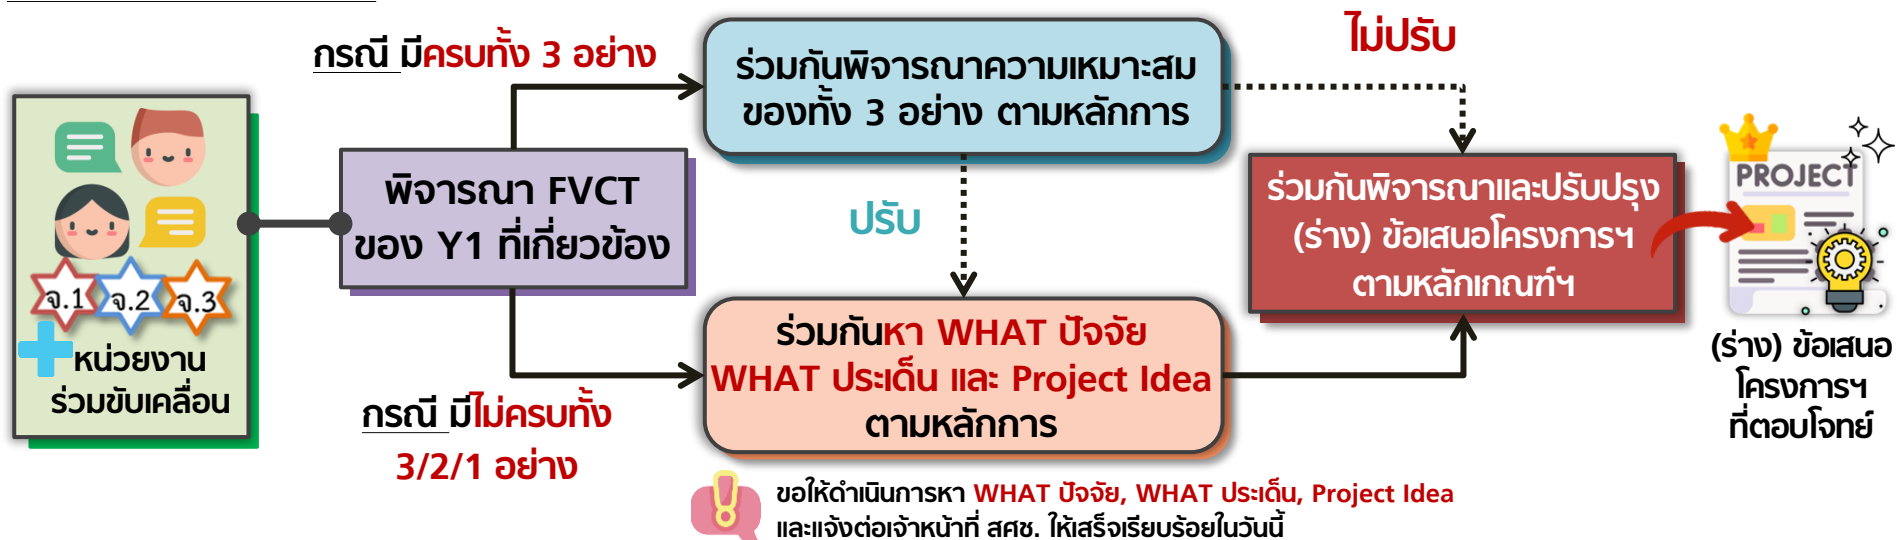 จ.1
จ.2
จ.3
หน่วยงาน
ร่วมขับเคลื่อน
พิจารณา FVCT
ของ Y1 ที่เกี่ยวข้อง
กรณี มีครบทั้ง 3 อย่าง
ร่วมกันพิจารณาความเหมาะสม
ของทั้ง 3 อย่าง ตามหลักการ
ไม่ปรับ
ปรับ
กรณี มีไม่ครบทั้ง
3/2/1 อย่าง
ร่วมกันหา WHAT ปัจจัย
WHAT ประเด็น และ Project Idea
ตามหลักการ
ร่วมกันพิจารณาและปรับปรุง
(ร่าง) ข้อเสนอโครงการฯ
ตามหลักเกณฑ์ฯ
PROJECT
(ร่าง) ข้อเสนอ
โครงการฯ
ที่ตอบโจทย์
ขอให้ดำเนินการหา WHAT ปัจจัย, WHAT ประเด็น, Project Idea
และแจ้งต่อเจ้าหน้าที่ สศช. ให้เสร็จเรียบร้อยในวันนี้